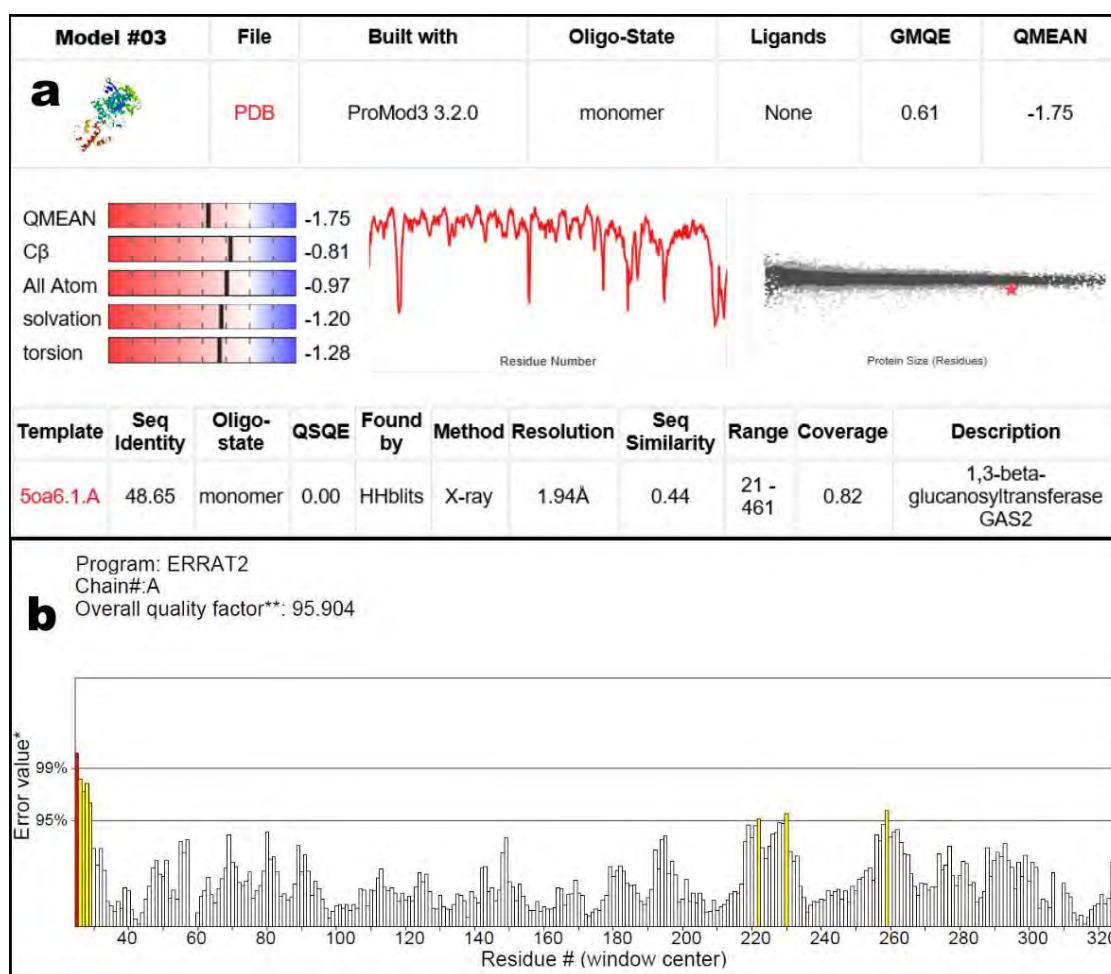 Model #03 File Built with Oligo-State Ligands GMQE QMEAN
a
PDB ProMod3 3.2.0 monomer None 0.61 -1.75
QMEAN -1.75
Cβ -0.81
All Atom -0.97
solvation -1.20
torsion -1.28
Residue Number
Protein Size (Residues)
Template Seq Identity Oligo-state QSQE Found by Method Resolution Seq Similarity Range Coverage Description
5oa6.1.A 48.65 monomer 0.00 HHblits X-ray 1.94Å 0.44 21 - 461 0.82 1,3-beta-glucanosyltransferase GAS2
b
Program: ERRAT2
Chain#:A
Overall quality factor**: 95.904
Error value*
99%
95%
40 60 80 100 120 140 160 180 200 220 240 260 280 300 320
Residue # (window center)